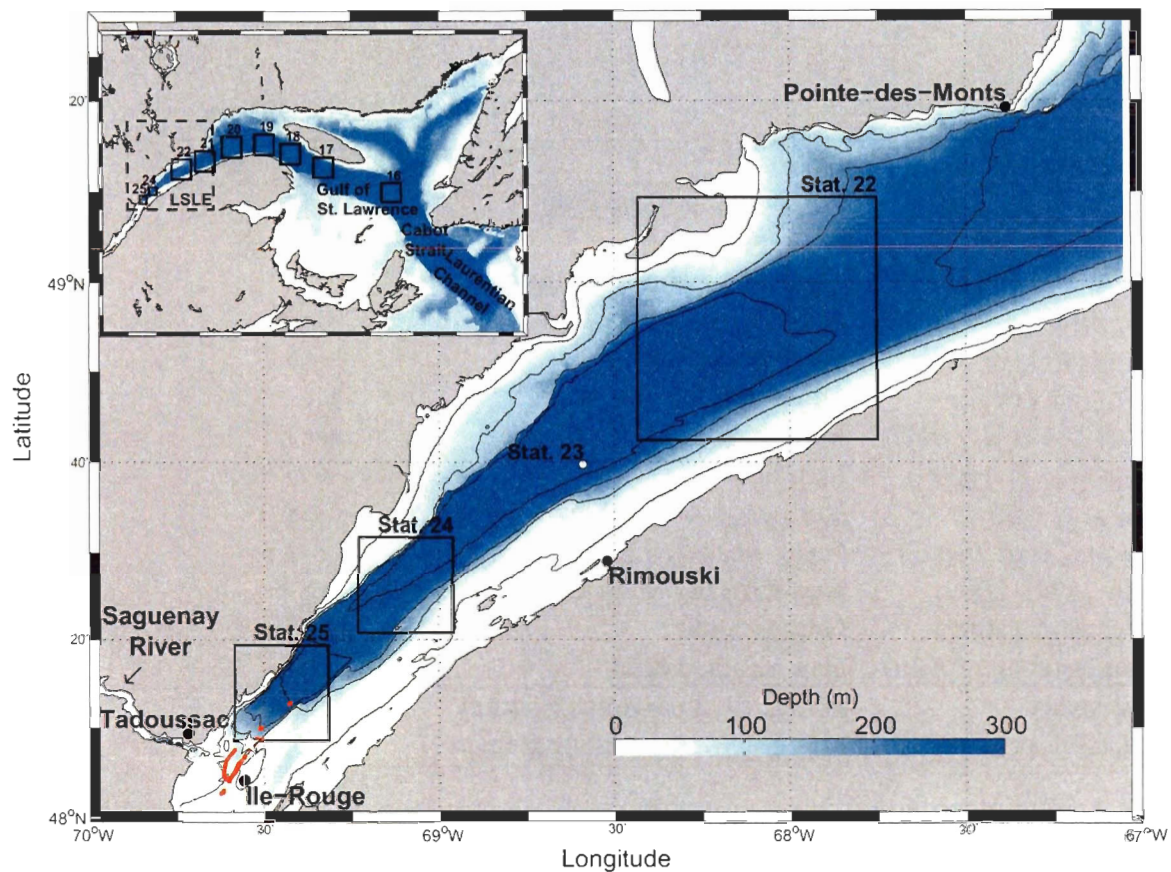 20'
49°N
40'
20'
48°N
Latitude
70°W
30'
69°W
30'
68°W
30'
67°W
Longitude
Pointe-des-Monts
Stat. 22
Stat. 23
Rimouski
Stat. 24
Stat. 25
Saguenay
River
Tadoussac
Ile-Rouge
Depth (m)
0 100 200 300
20
19
18
17
16
22
21
24
25
LSLE
Gulf of
St. Lawrence
Cabot
Strait
Laurentian
Channel